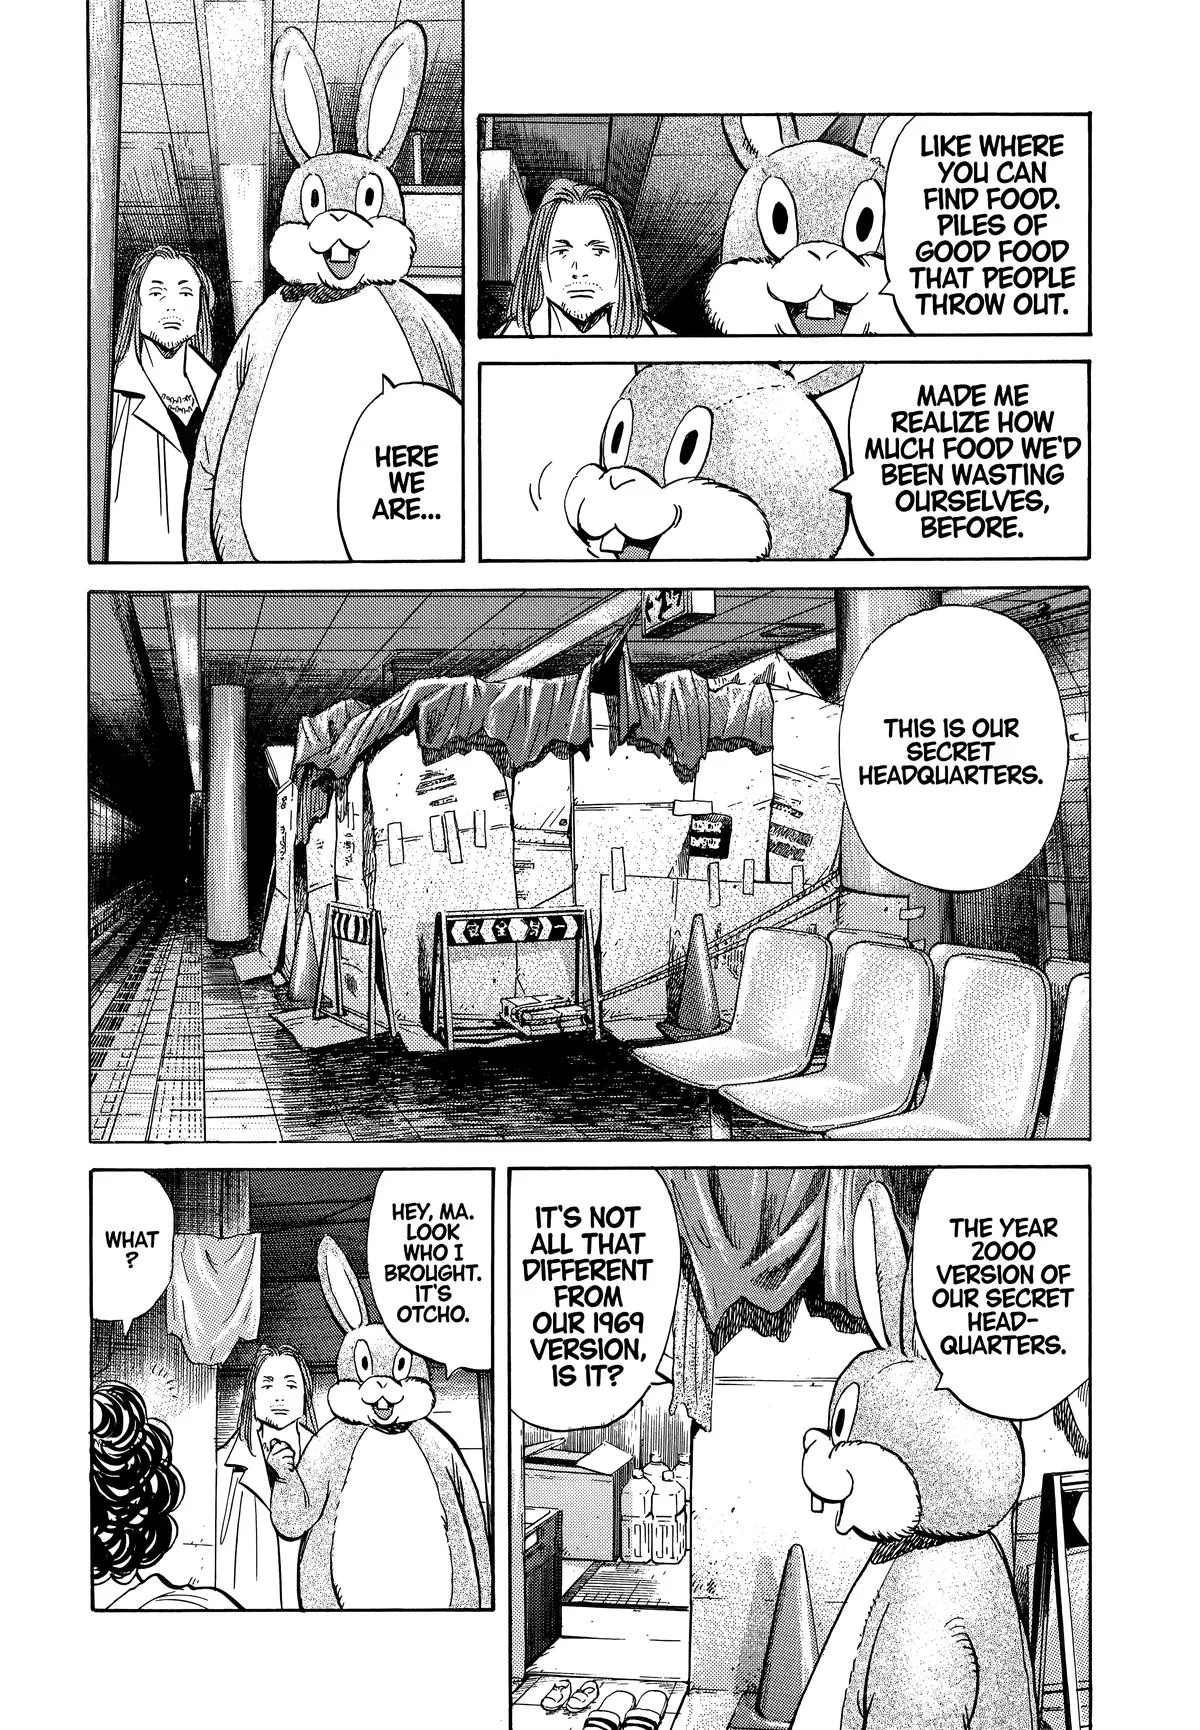 LIKE WHERE
YOU CAN
FIND FOOD.
PILES OF
GOOD FOOD
THAT PEOPLE
THROW OUT.
MADE ME
REALIZE HOW
MUCH FOOD WE'D
BEEN WASTING
OURSELVES,
BEFORE.
HERE
WE
ARE...
THIS IS OUR
SECRET
HEADQUARTERS.
THE YEAR
2000
VERSION OF
OUR SECRET
HEAD-
QUARTERS.
IT'S NOT
ALL THAT
DIFFERENT
FROM
OUR 1969
VERSION,
IS IT?
HEY, MA.
LOOK
WHO I
BROUGHT.
IT'S
OTCHO.
WHAT
?